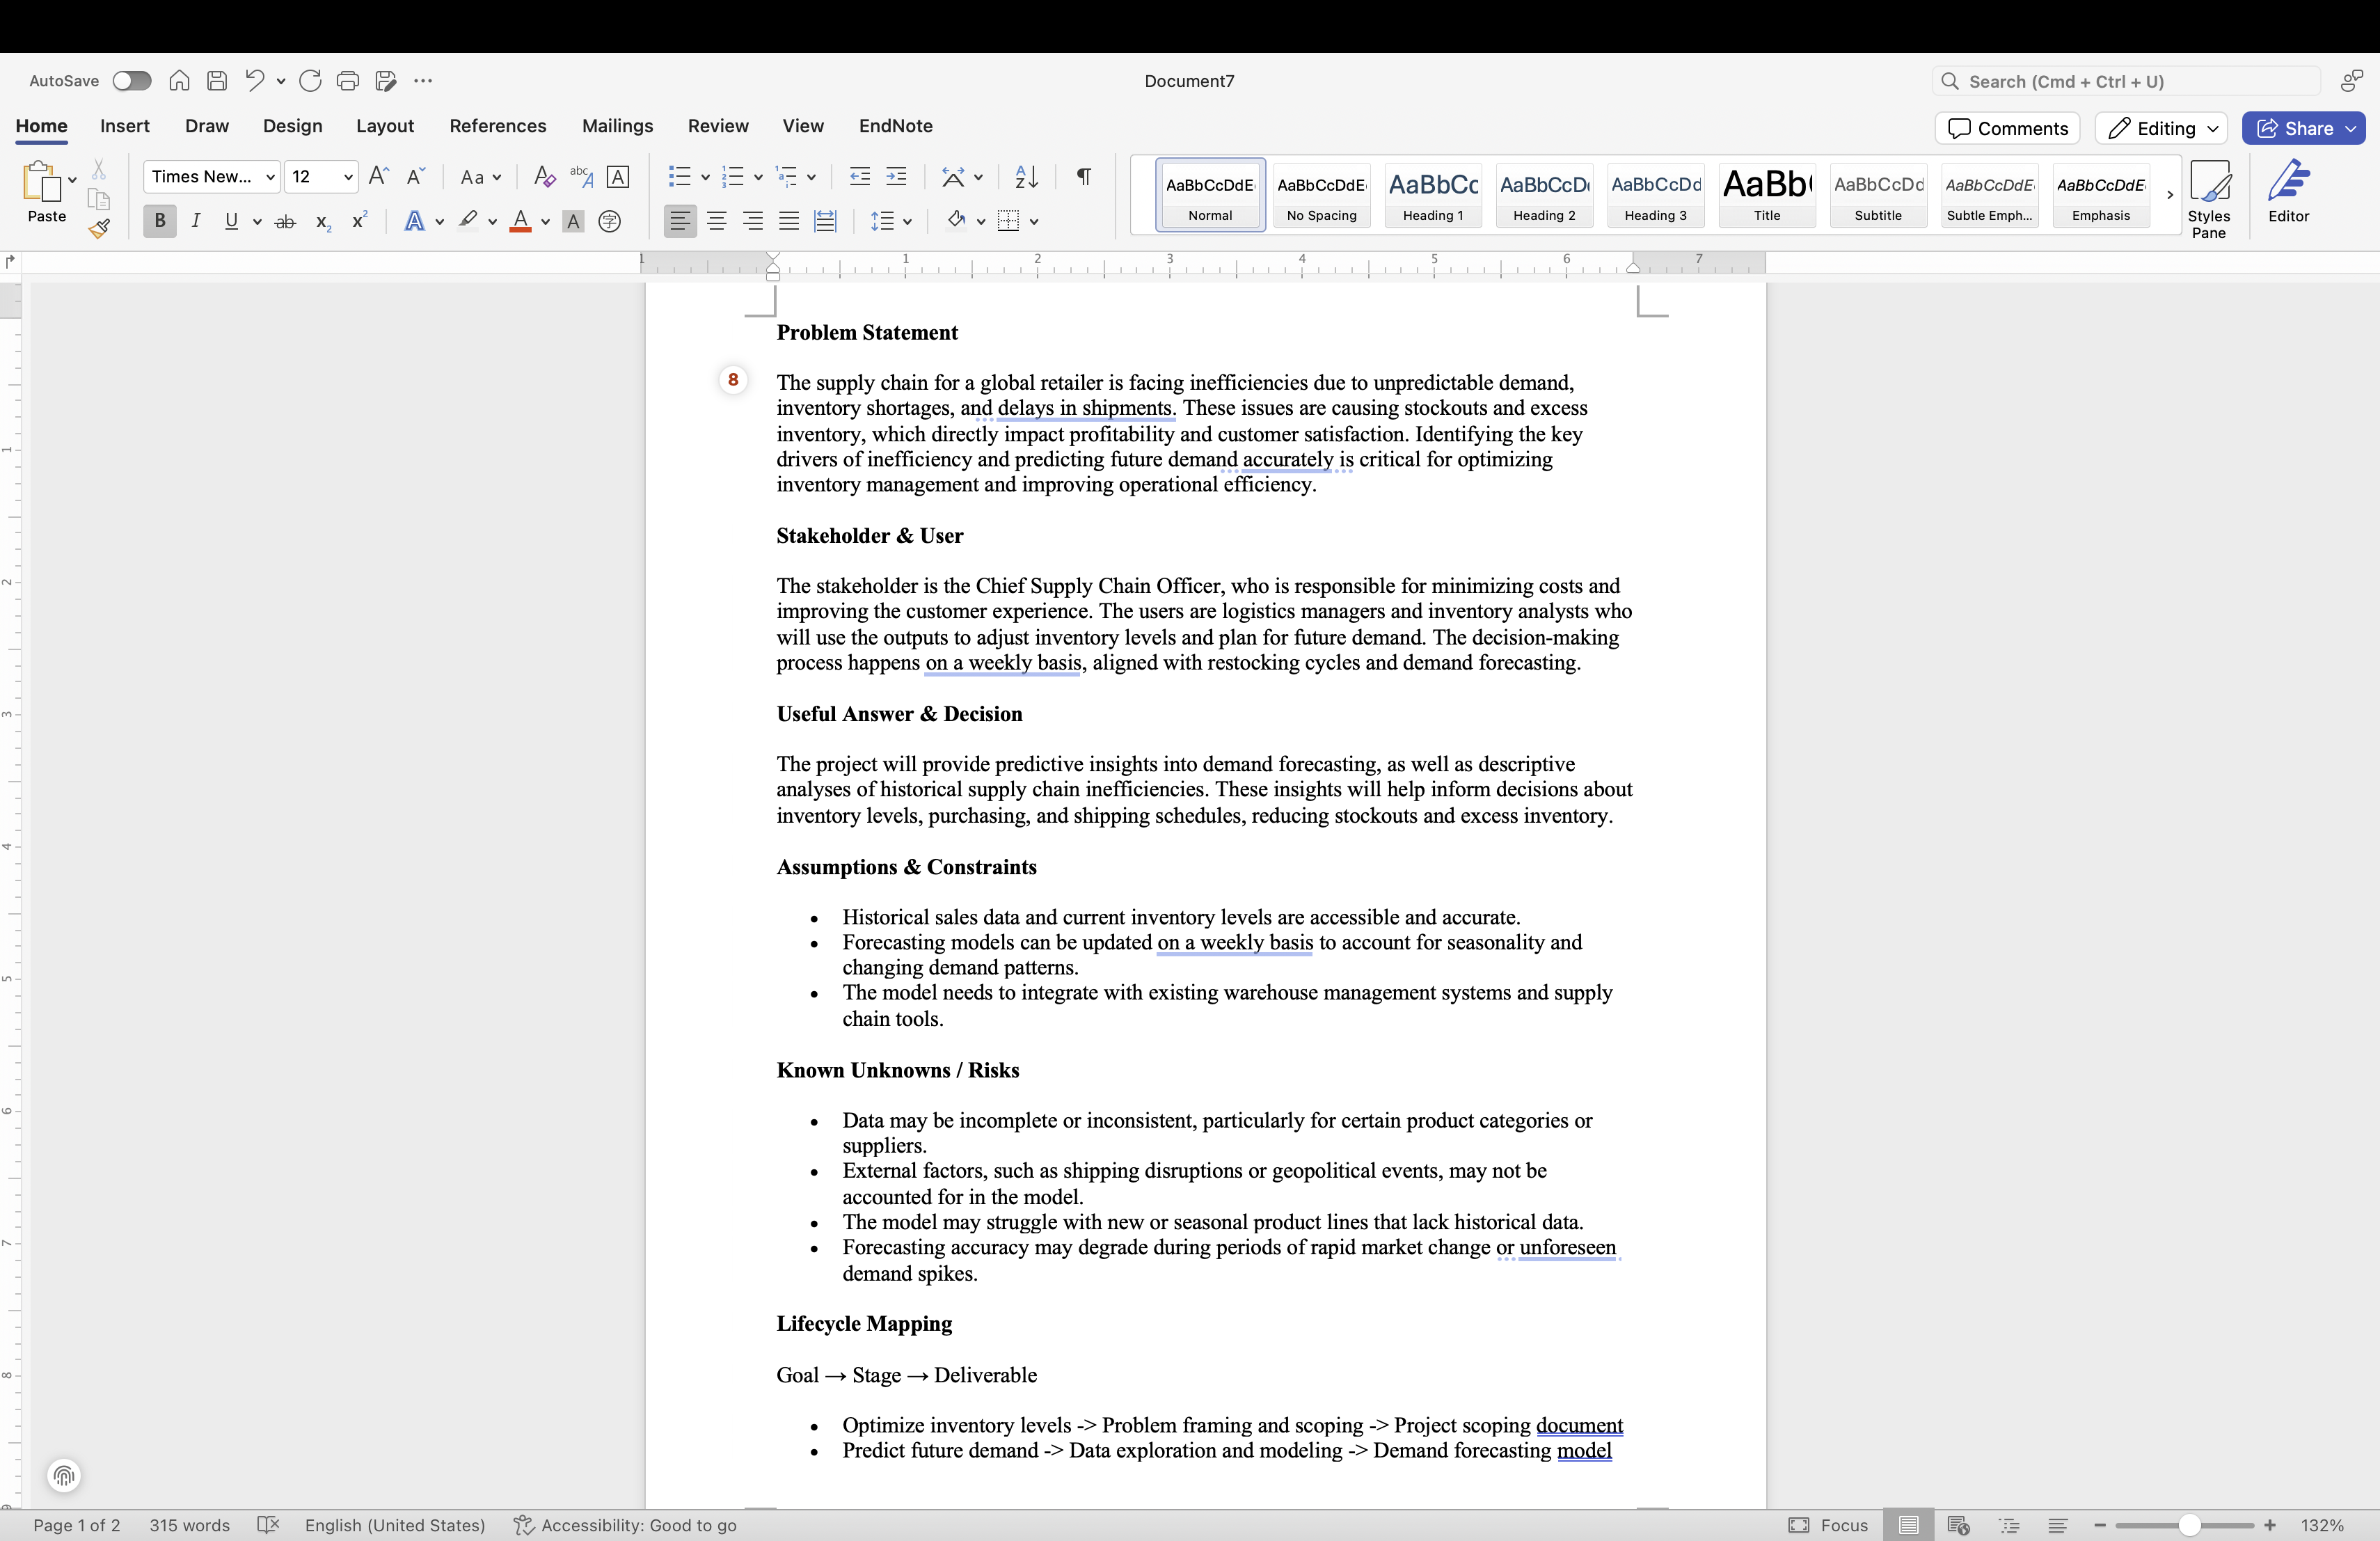 AutoSave
Document7
Search (Cmd + Ctrl + U)
Home Insert Draw Design Layout References Mailings Review View EndNote
Comments Editing Share
Paste
Times New... 12
Aa
AaBbCcDdE AaBbCcDdE AaBbCc AaBbCcD AaBbCcDd AaBb AaBbCcDd AaBbCcDdE AaBbCcDdE
Normal No Spacing Heading 1 Heading 2 Heading 3 Title Subtitle Subtle Emph... Emphasis
Styles Pane
Editor
1 1 2 3 4 5 6 7
Problem Statement
8
The supply chain for a global retailer is facing inefficiencies due to unpredictable demand,
inventory shortages, and delays in shipments. These issues are causing stockouts and excess
inventory, which directly impact profitability and customer satisfaction. Identifying the key
drivers of inefficiency and predicting future demand accurately is critical for optimizing
inventory management and improving operational efficiency.
Stakeholder & User
The stakeholder is the Chief Supply Chain Officer, who is responsible for minimizing costs and
improving the customer experience. The users are logistics managers and inventory analysts who
will use the outputs to adjust inventory levels and plan for future demand. The decision-making
process happens on a weekly basis, aligned with restocking cycles and demand forecasting.
Useful Answer & Decision
The project will provide predictive insights into demand forecasting, as well as descriptive
analyses of historical supply chain inefficiencies. These insights will help inform decisions about
inventory levels, purchasing, and shipping schedules, reducing stockouts and excess inventory.
Assumptions & Constraints
• Historical sales data and current inventory levels are accessible and accurate.
• Forecasting models can be updated on a weekly basis to account for seasonality and
changing demand patterns.
• The model needs to integrate with existing warehouse management systems and supply
chain tools.
Known Unknowns / Risks
• Data may be incomplete or inconsistent, particularly for certain product categories or
suppliers.
• External factors, such as shipping disruptions or geopolitical events, may not be
accounted for in the model.
• The model may struggle with new or seasonal product lines that lack historical data.
• Forecasting accuracy may degrade during periods of rapid market change or unforeseen
demand spikes.
Lifecycle Mapping
Goal → Stage → Deliverable
• Optimize inventory levels -> Problem framing and scoping -> Project scoping document
• Predict future demand -> Data exploration and modeling -> Demand forecasting model
Page 1 of 2 315 words English (United States) Accessibility: Good to go
Focus 132%